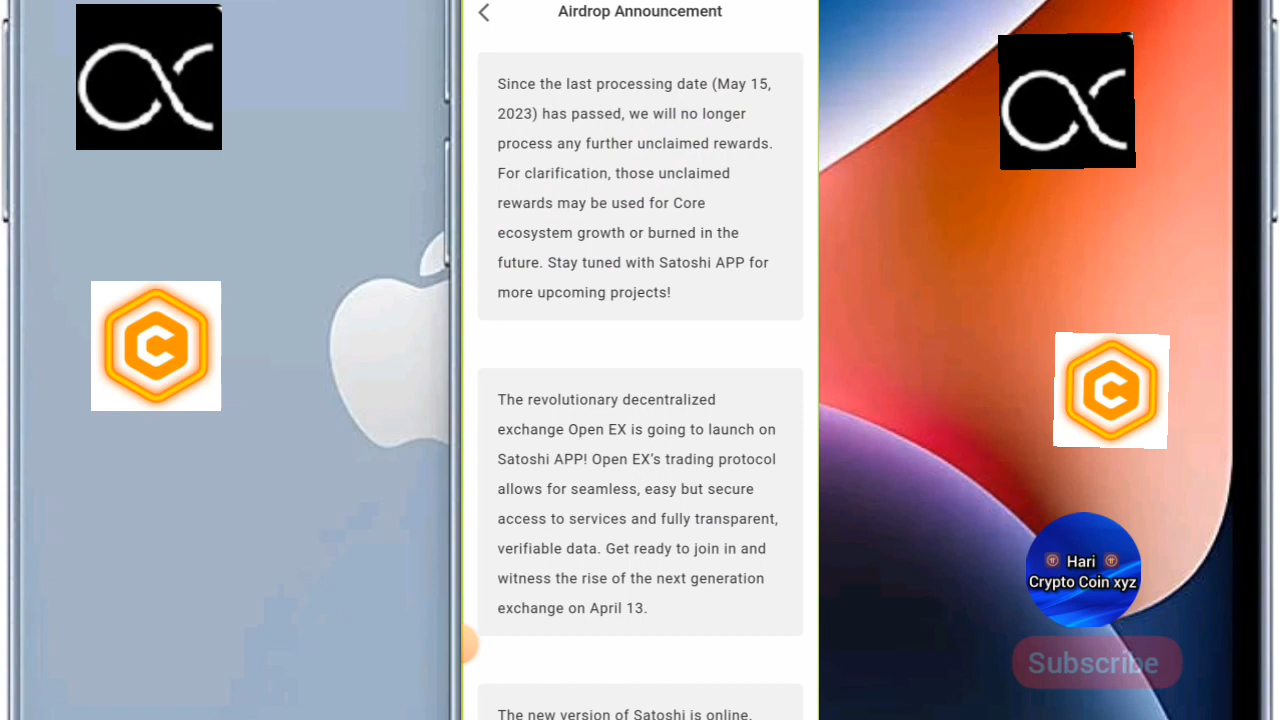 Airdrop Announcement
Since the last processing date (May 15,
2023) has passed, we will no longer
process any further unclaimed rewards.
For clarification, those unclaimed
rewards may be used for Core
ecosystem growth or burned in the
future. Stay tuned with Satoshi APP for
more upcoming projects!
The revolutionary decentralized
exchange Open EX is going to launch on
Satoshi APP! Open EX's trading protocol
allows for seamless, easy but secure
access to services and fully transparent,
verifiable data. Get ready to join in and
witness the rise of the next generation
exchange on April 13.
The new version of Satoshi is online.
Hari
Crypto Coin xyz
Subscribe